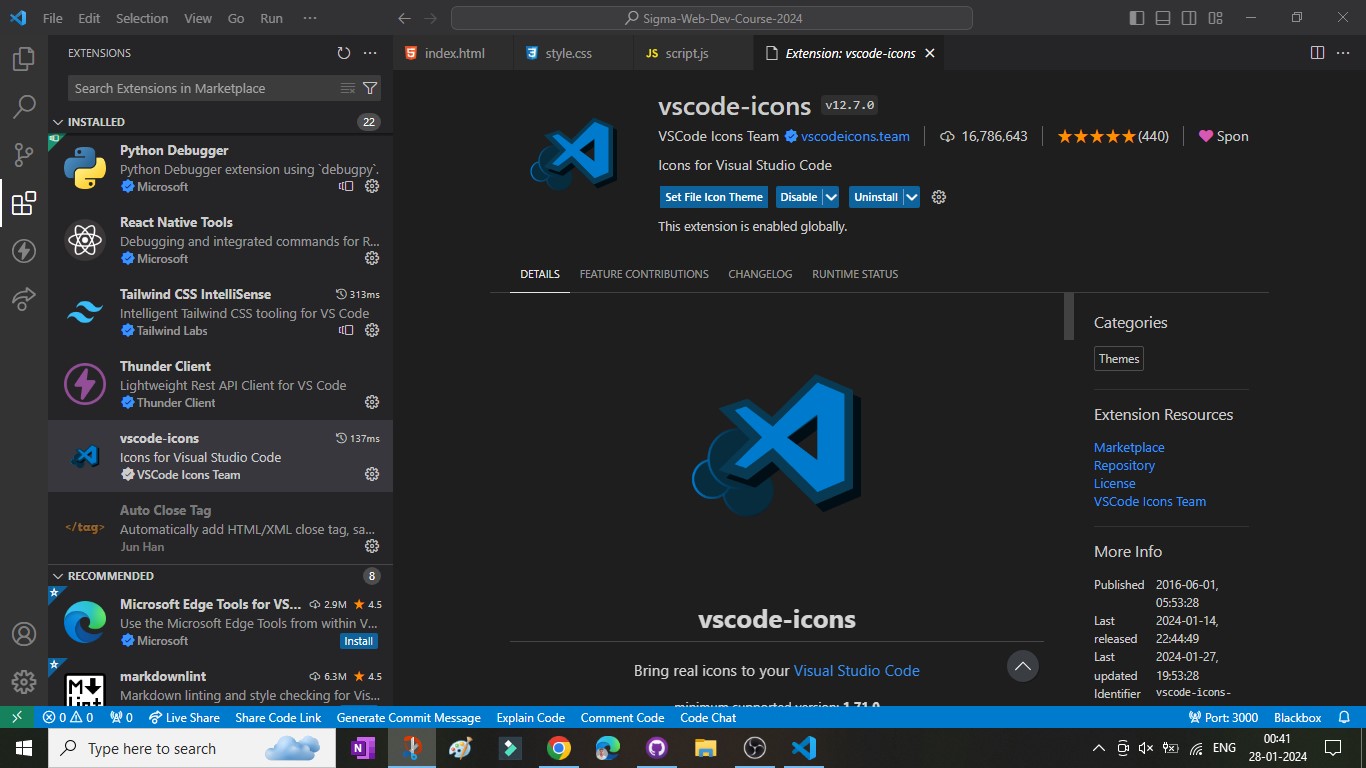 File Edit Selection View Go Run ···
Sigma-Web-Dev-Course-2024
EXTENSIONS
Search Extensions in Marketplace
INSTALLED 22
Python Debugger
Python Debugger extension using `debugpy`.
Microsoft
React Native Tools
Debugging and integrated commands for R...
Microsoft
Tailwind CSS IntelliSense 313ms
Intelligent Tailwind CSS tooling for VS Code
Tailwind Labs
Thunder Client
Lightweight Rest API Client for VS Code
Thunder Client
vscode-icons 137ms
Icons for Visual Studio Code
VSCode Icons Team
</tag>
Auto Close Tag
Automatically add HTML/XML close tag, sa...
Jun Han
RECOMMENDED 8
Microsoft Edge Tools for VS... 2.9M ★ 4.5
Use the Microsoft Edge Tools from within V...
Microsoft Install
markdownlint 6.3M ★ 4.5
Markdown linting and style checking for Vis...
index.html style.css JS script.js Extension: vscode-icons
vscode-icons v12.7.0
VSCode Icons Team vscodeicons.team 16,786,643 ★★★★★(440) Spon
Icons for Visual Studio Code
Set File Icon Theme Disable Uninstall
This extension is enabled globally.
DETAILS FEATURE CONTRIBUTIONS CHANGELOG RUNTIME STATUS
vscode-icons
Bring real icons to your Visual Studio Code
minimum supported version: 1.71.0
Categories
Themes
Extension Resources
Marketplace
Repository
License
VSCode Icons Team
More Info
Published 2016-06-01,
05:53:28
Last 2024-01-14,
released 22:44:49
Last 2024-01-27,
updated 19:53:28
Identifier vscode-icons-
0 0 0 Live Share Share Code Link Generate Commit Message Explain Code Comment Code Code Chat Port: 3000 Blackbox
Type here to search
ENG
00:41
28-01-2024